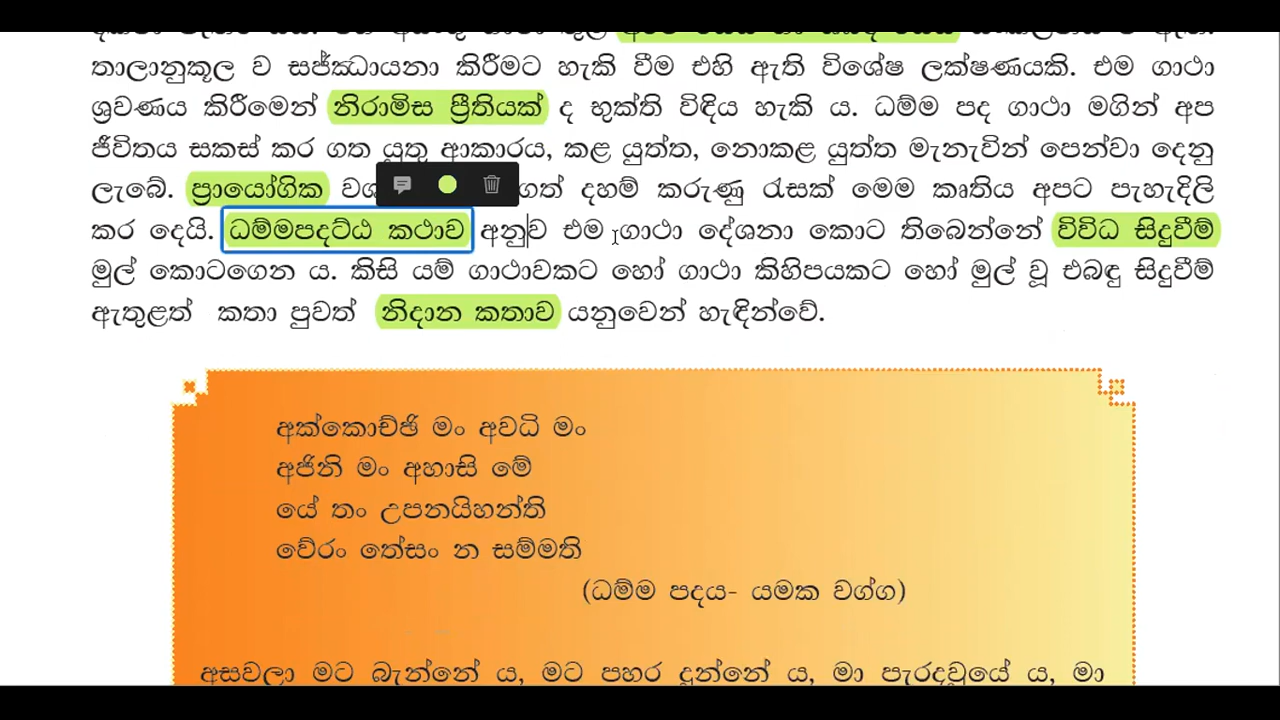 තාලානුකූල ව සජ්ඣායනා කිරීමට හැකි වීම එහි ඇති විශේෂ ලක්ෂණයකි. එම ගාථා
ශ්‍රවණය කිරීමෙන් නිරාමිස ප්‍රීතියක් ද භුක්ති විඳිය හැකි ය. ධම්ම පද ගාථා මගින් අප
ජීවිතය සකස් කර ගත යුතු ආකාරය, කළ යුත්ත, නොකළ යුත්ත මැනැවින් පෙන්වා දෙනු
ලැබේ. ප්‍රායෝගික ගත් දහම් කරුණු රැසක් මෙම කෘතිය අපට පැහැදිලි
කර දෙයි. ධම්මපදට්ඨ කථාව අනුව එම ගාථා දේශනා කොට තිබෙන්නේ විවිධ සිදුවීම්
මුල් කොටගෙන ය. කිසි යම් ගාථාවකට හෝ ගාථා කිහිපයකට හෝ මුල් වූ එබඳු සිදුවීම්
ඇතුළත් කතා පුවත් නිදාන කතාව යනුවෙන් හැඳින්වේ.
අක්කොච්ඡි මං අවධි මං
අජිනි මං අහාසි මේ
යේ තං උපනයිහන්ති
වේරං තේසං න සම්මති
(ධම්ම පදය- යමක වග්ග)
අසවලා මට බැන්නේ ය, මට පහර දුන්නේ ය, මා පැරදවූයේ ය, මා